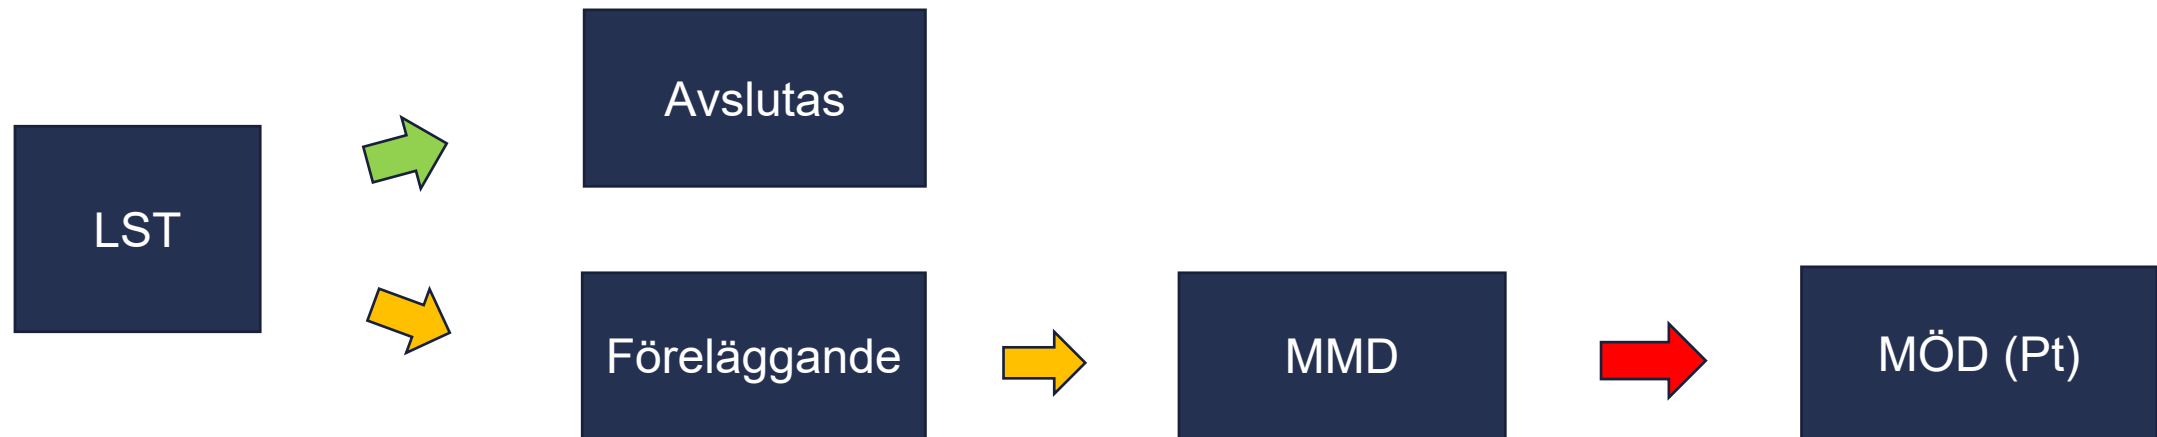 Avslutas
LST
Föreläggande
MMD
MÖD (Pt)